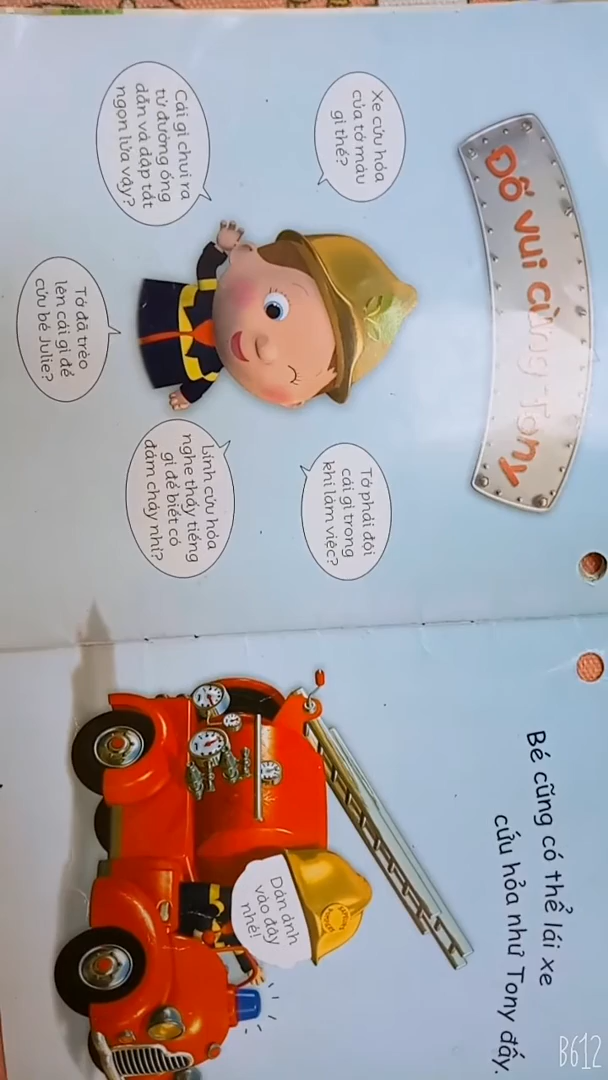 Đố vui cùng Tony
Xe cứu hỏa
của tớ màu
gì thế?
Cái gì chui ra
từ đường ống
dẫn và dập tắt
ngọn lửa vậy?
Tớ đã trèo
lên cái gì để
cứu bé Julie?
Tớ phải đội
cái gì trong
khi làm việc?
Lính cứu hỏa
nghe thấy tiếng
gì để biết có
đám cháy nhỉ?
Bé cũng có thể lái xe
cứu hỏa như Tony đấy.
Dán ảnh
vào đây
nhé!
B612